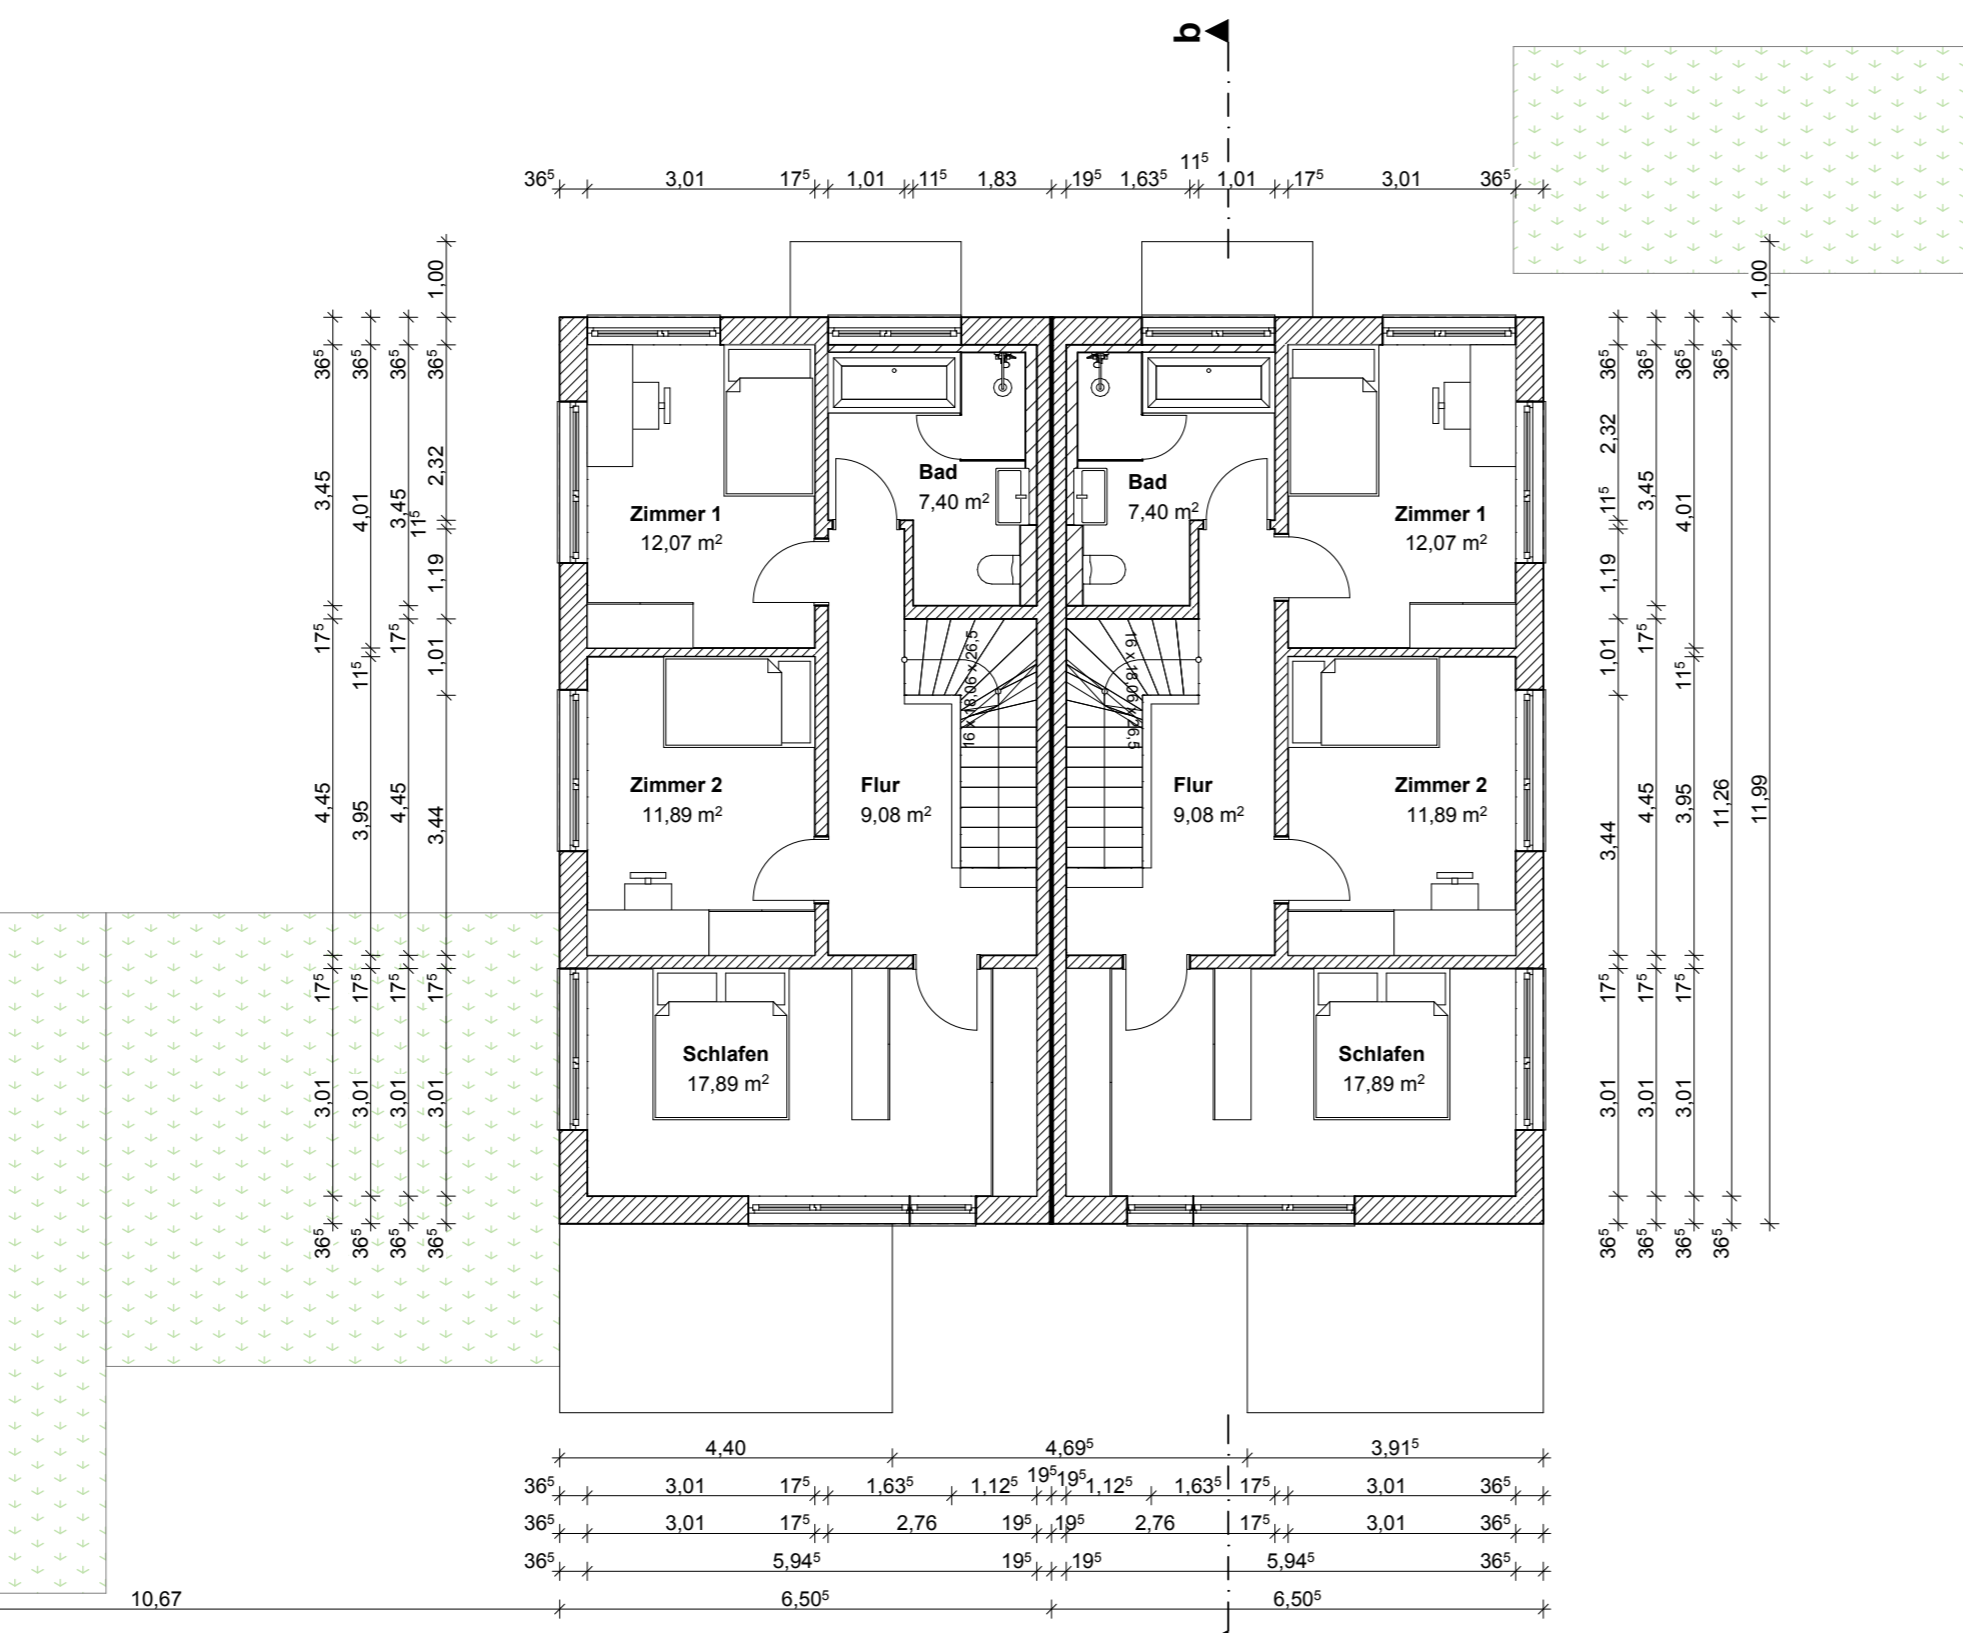 b
11⁵
36⁵ 3,01 17⁵ 1,01 11⁵ 1,83 19⁵ 1,63⁵ 1,01 17⁵ 3,01 36⁵
1,00 1,00
36⁵ 36⁵ 36⁵ 36⁵ 36⁵ 36⁵ 36⁵ 36⁵
3,45 4,01 3,45 2,32 2,32 3,45 4,01
11⁵ 11⁵
1,19 1,19
17⁵ 11⁵ 17⁵ 1,01 1,01 17⁵ 11⁵
4,45 3,95 4,45 3,44 3,44 4,45 3,95 11,26 11,99
17⁵ 17⁵ 17⁵ 17⁵ 17⁵ 17⁵ 17⁵
3,01 3,01 3,01 3,01 3,01 3,01 3,01
36⁵ 36⁵ 36⁵ 36⁵ 36⁵ 36⁵ 36⁵ 36⁵
Zimmer 1
12,07 m²
Bad
7,40 m²
Bad
7,40 m²
Zimmer 1
12,07 m²
16 x 18,06 x 26,5
16 x 18,06 x 26,5
Zimmer 2
11,89 m²
Flur
9,08 m²
Flur
9,08 m²
Zimmer 2
11,89 m²
Schlafen
17,89 m²
Schlafen
17,89 m²
4,40 4,69⁵ 3,91⁵
36⁵ 3,01 17⁵ 1,63⁵ 1,12⁵ 19⁵ 19⁵ 1,12⁵ 1,63⁵ 17⁵ 3,01 36⁵
36⁵ 3,01 17⁵ 2,76 19⁵ 19⁵ 2,76 17⁵ 3,01 36⁵
36⁵ 5,94⁵ 19⁵ 19⁵ 5,94⁵ 36⁵
10,67 6,50⁵ 6,50⁵